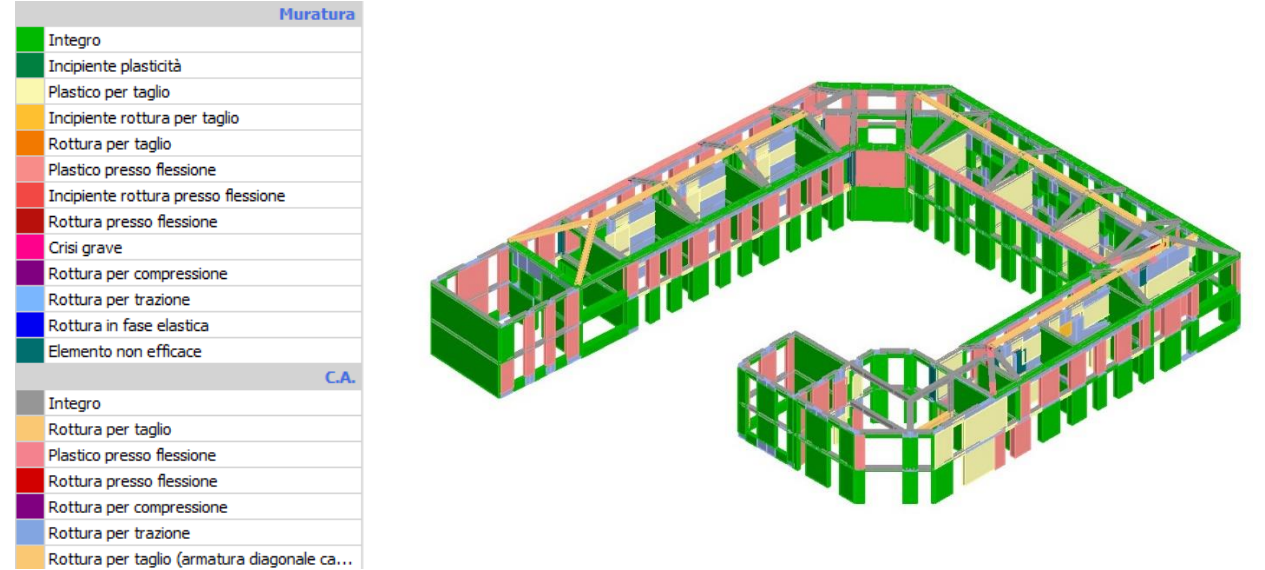 Muratura
Integro
Incipiente plasticità
Plastico per taglio
Incipiente rottura per taglio
Rottura per taglio
Plastico presso flessione
Incipiente rottura presso flessione
Rottura presso flessione
Crisi grave
Rottura per compressione
Rottura per trazione
Rottura in fase elastica
Elemento non efficace
C.A.
Integro
Rottura per taglio
Plastico presso flessione
Rottura presso flessione
Rottura per compressione
Rottura per trazione
Rottura per taglio (armatura diagonale ca...